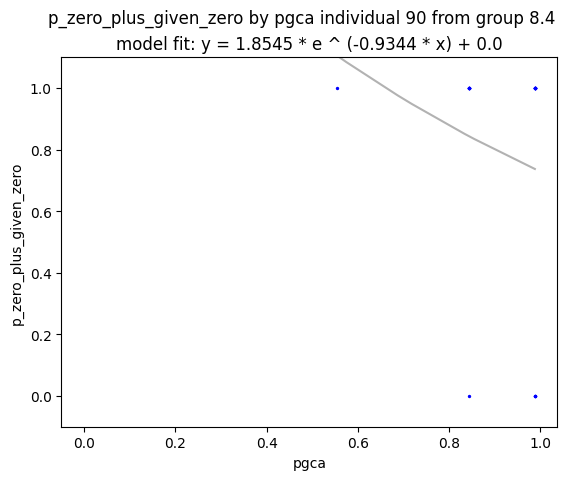 p_zero_plus_given_zero by pgca individual 90 from group 8.4
model fit: y = 1.8545 * e ^ (-0.9344 * x) + 0.0
1.0
0.8
0.6
0.4
0.2
0.0
p_zero_plus_given_zero
0.0 0.2 0.4 0.6 0.8 1.0
pgca